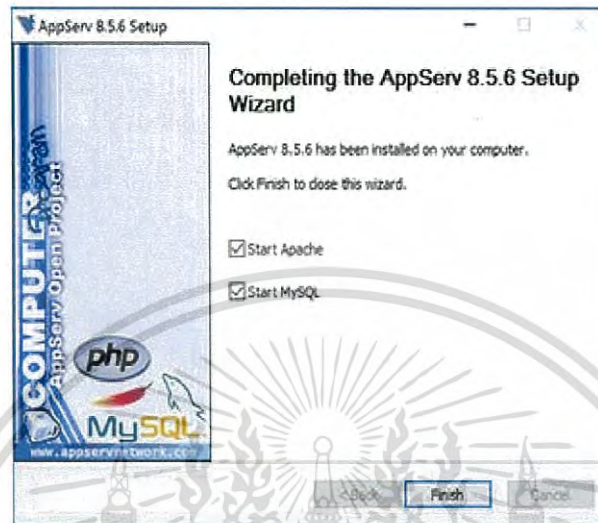 AppServ 8.5.6 Setup
Completing the AppServ 8.5.6 Setup
Wizard
AppServ 8.5.6 has been installed on your computer.
Click Finish to close this wizard.
Start Apache
Start MySQL
COMPUTER
AppServ Open Project
php
MySQL
www.appservnetwork.com
< Back
Finish
Cancel